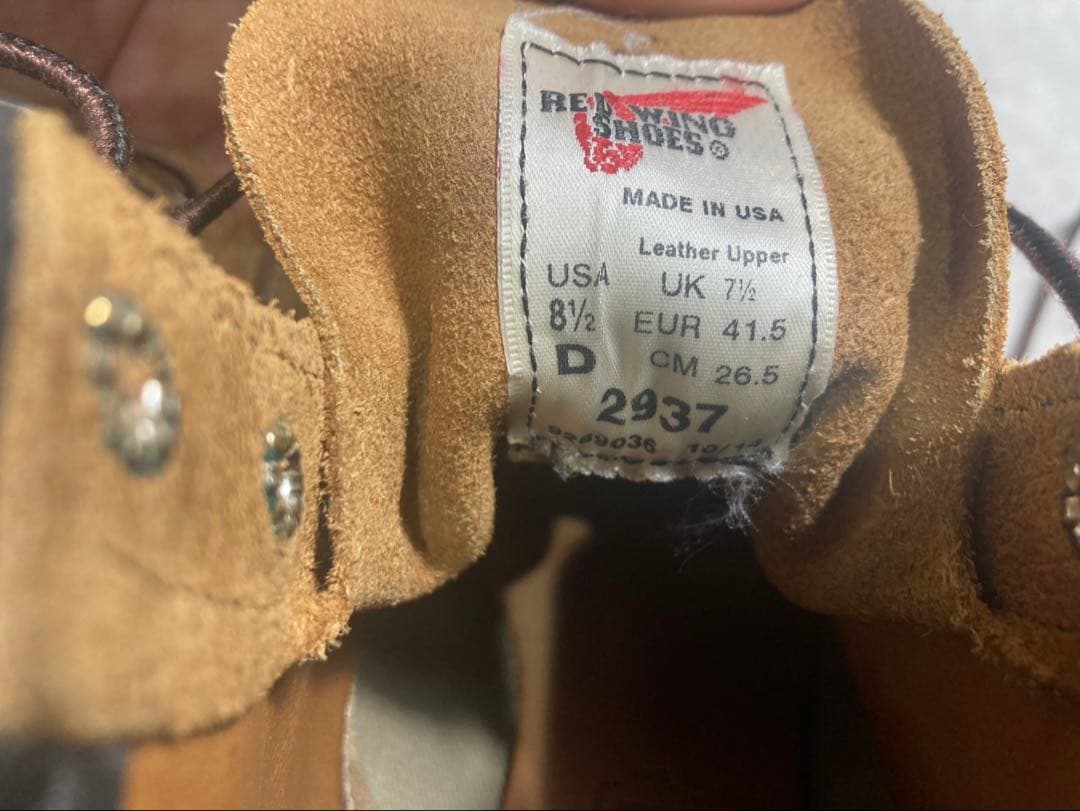 RED WING
SHOES®
MADE IN USA
Leather Upper
USA UK 7½
8½ EUR 41.5
D CM 26.5
2937